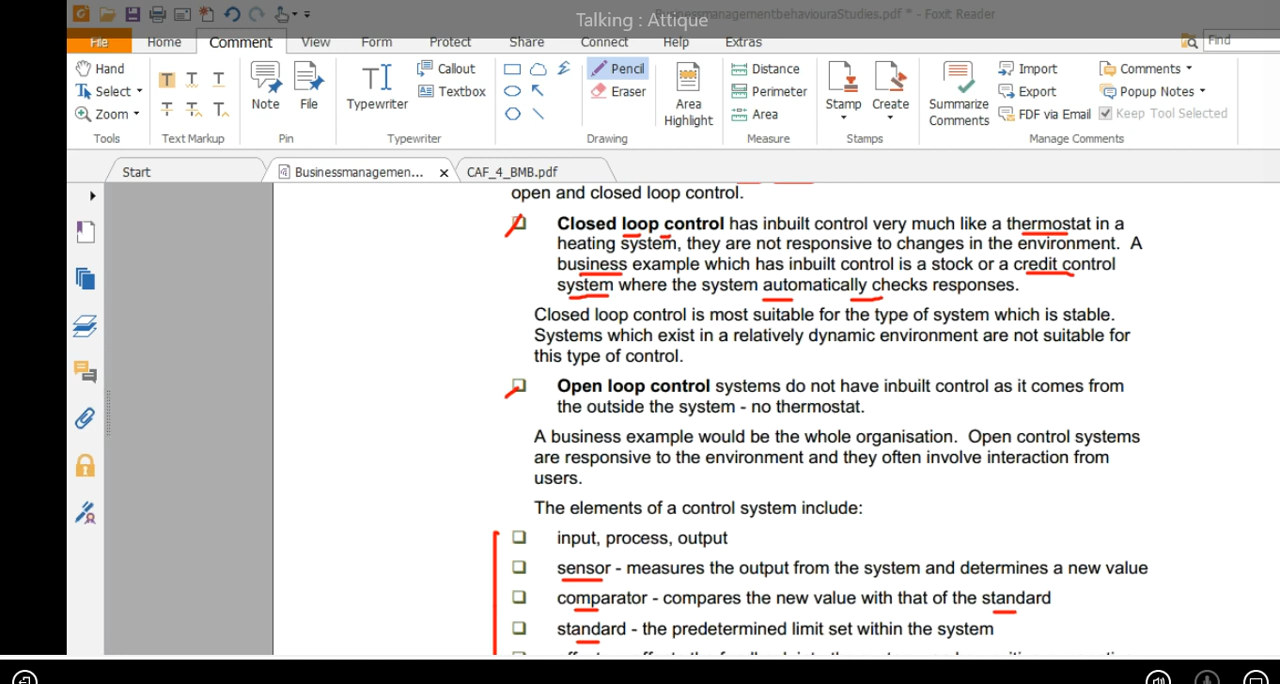 Talking : Attique
BusinessmanagementbehaviouraStudies.pdf * - Foxit Reader
File Home Comment View Form Protect Share Connect Help Extras Find
Hand
Select
Zoom
Tools
Text Markup
Note File
Pin
Typewriter
Callout
Textbox
Typewriter
Pencil
Eraser
Area
Highlight
Drawing
Distance
Perimeter
Area
Measure
Stamp Create
Stamps
Summarize
Comments
Import
Export
FDF via Email
Comments
Popup Notes
Keep Tool Selected
Manage Comments
Start Businessmanagemen... CAF_4_BMB.pdf
open and closed loop control.
Closed loop control has inbuilt control very much like a thermostat in a
heating system, they are not responsive to changes in the environment. A
business example which has inbuilt control is a stock or a credit control
system where the system automatically checks responses.
Closed loop control is most suitable for the type of system which is stable.
Systems which exist in a relatively dynamic environment are not suitable for
this type of control.
Open loop control systems do not have inbuilt control as it comes from
the outside the system - no thermostat.
A business example would be the whole organisation. Open control systems
are responsive to the environment and they often involve interaction from
users.
The elements of a control system include:
input, process, output
sensor - measures the output from the system and determines a new value
comparator - compares the new value with that of the standard
standard - the predetermined limit set within the system